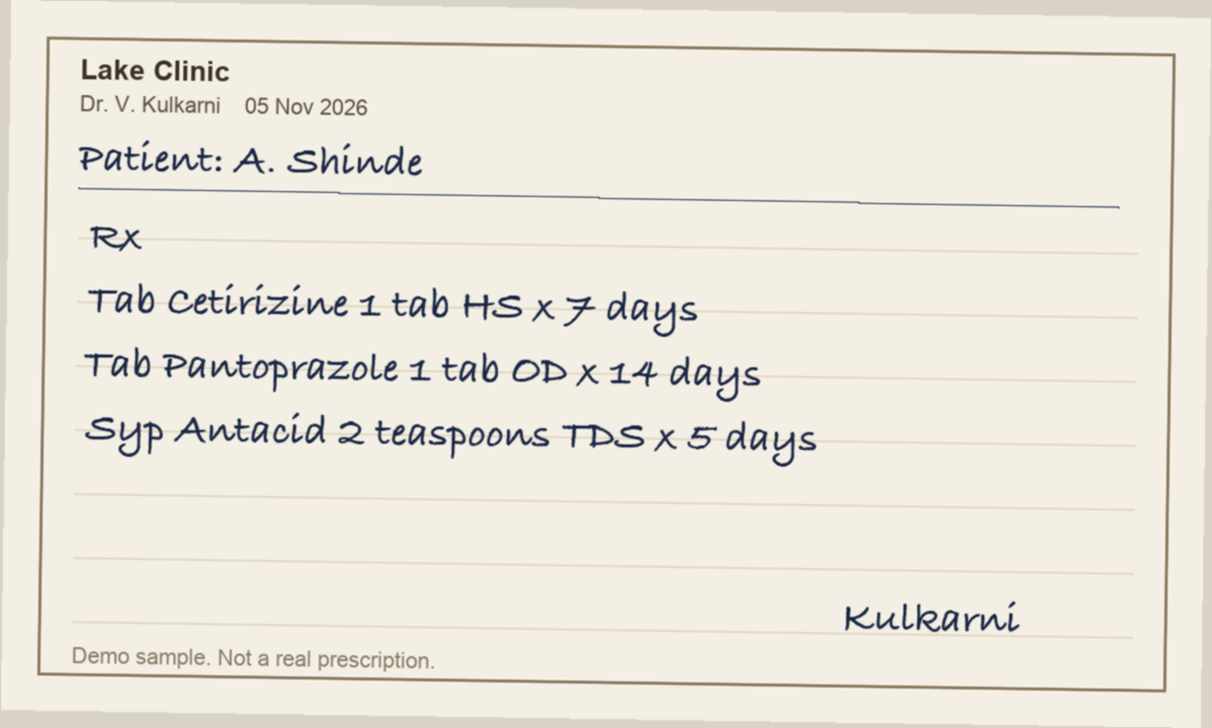 Lake Clinic
Dr. V. Kulkarni 05 Nov 2026
Patient: A. Shinde
Rx
Tab Cetirizine 1 tab HS x 7 days
Tab Pantoprazole 1 tab OD x 14 days
Syp Antacid 2 teaspoons TDS x 5 days
Kulkarni
Demo sample. Not a real prescription.